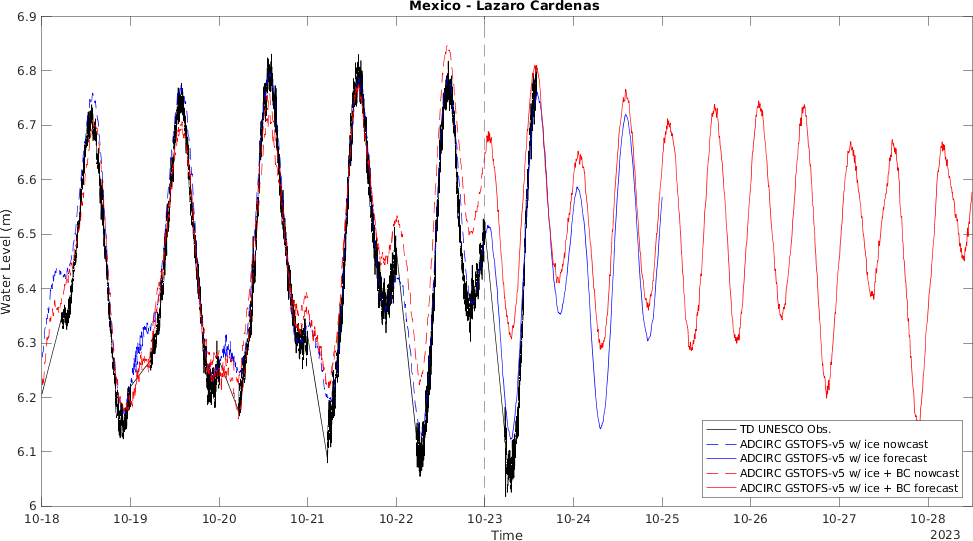 Mexico - Lazaro Cardenas
6.9
6.8
6.7
6.6
6.5
6.4
6.3
6.2
6.1
6
Water Level (m)
TD UNESCO Obs.
ADCIRC GSTOFS-v5 w/ ice nowcast
ADCIRC GSTOFS-v5 w/ ice forecast
ADCIRC GSTOFS-v5 w/ ice + BC nowcast
ADCIRC GSTOFS-v5 w/ ice + BC forecast
10-18 10-19 10-20 10-21 10-22 10-23 10-24 10-25 10-26 10-27 10-28
Time
2023